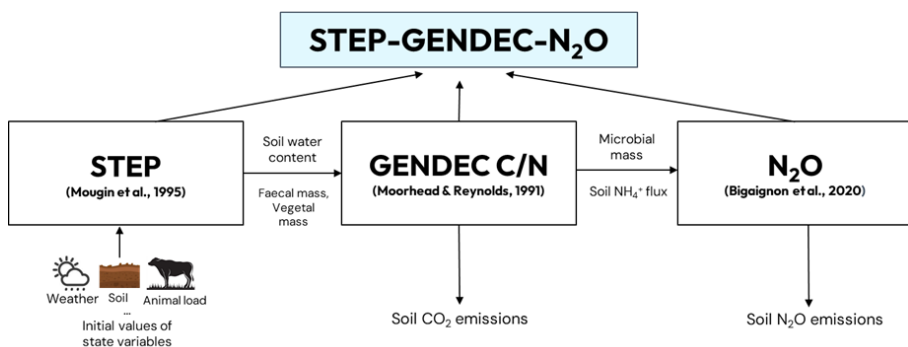 STEP-GENDEC-N₂O
STEP
(Mougin et al., 1995)
Soil water
content
Faecal mass,
Vegetal
mass
GENDEC C/N
(Moorhead & Reynolds, 1991)
Microbial
mass
Soil NH₄⁺ flux
N₂O
(Bigaignon et al., 2020)
Weather
Soil
Animal load
...
Initial values of
state variables
Soil CO₂ emissions
Soil N₂O emissions